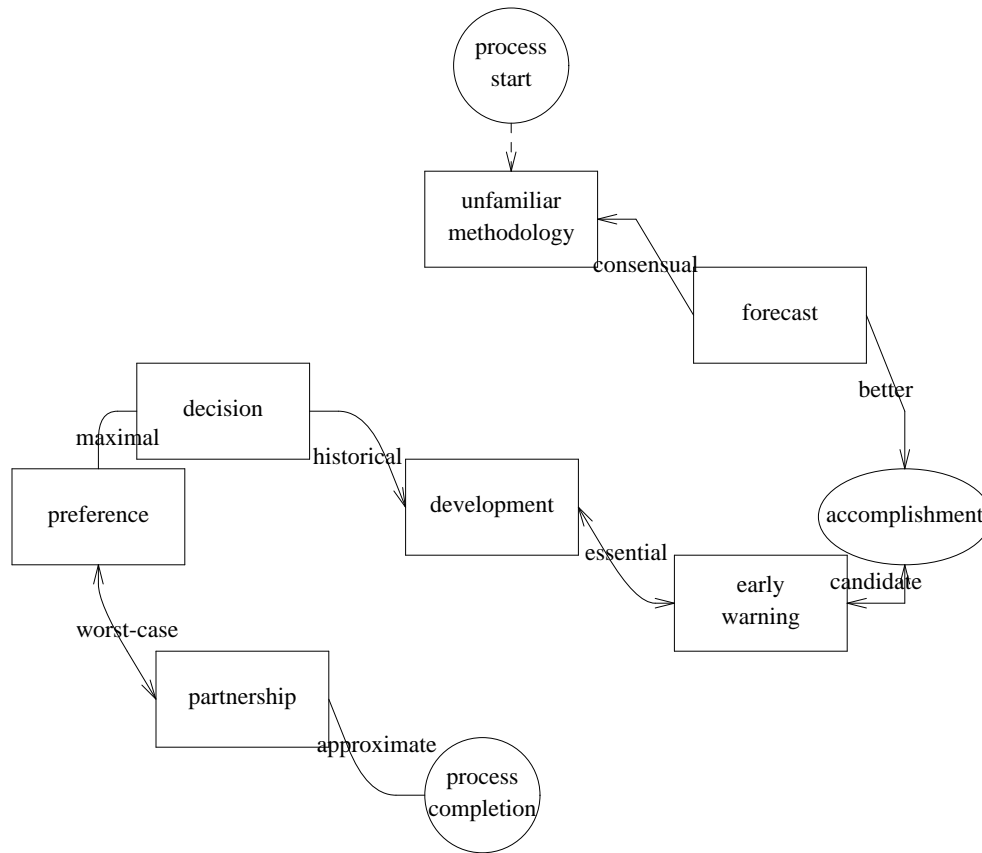 process
start
unfamiliar
methodology
consensual
forecast
better
decision
maximal
historical
preference
development
accomplishment
essential
early
warning
candidate
worst-case
partnership
approximate
process
completion